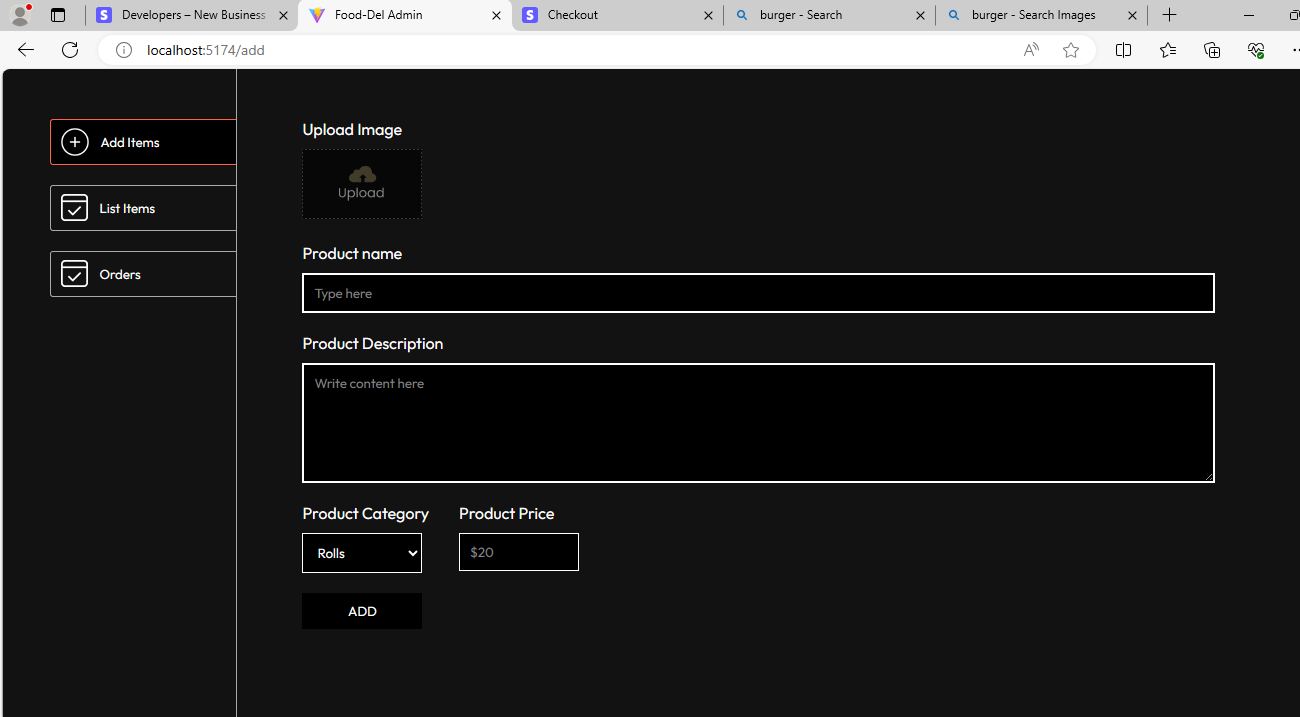 Developers – New Business
Food-Del Admin
Checkout
burger - Search
burger - Search Images
localhost:5174/add
Add Items
List Items
Orders
Upload Image
Upload
Product name
Type here
Product Description
Write content here
Product Category
Product Price
Rolls
$20
ADD